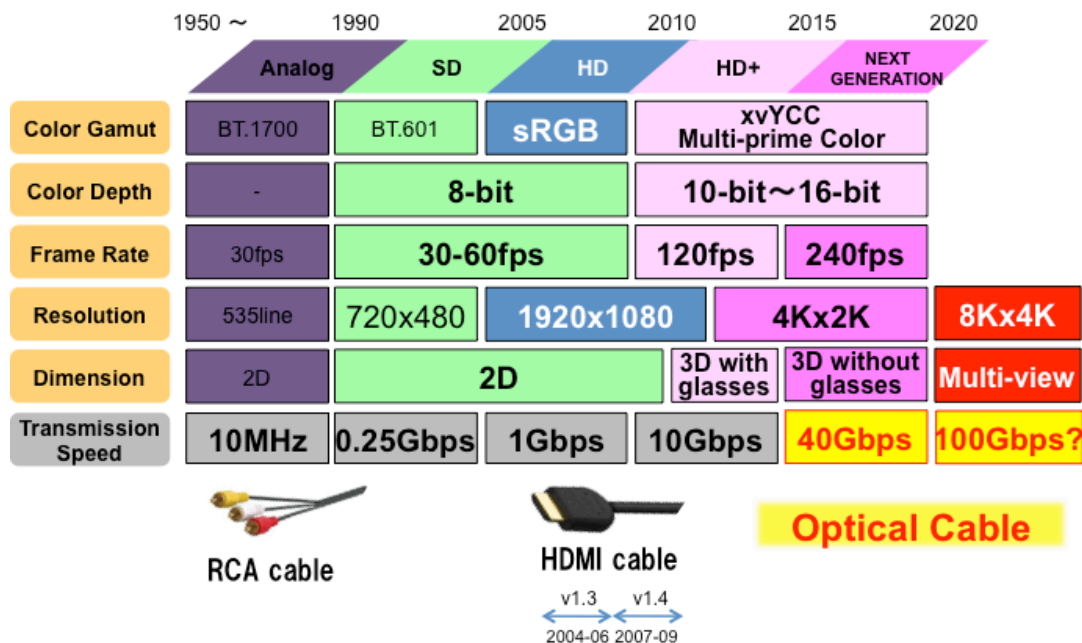 1950 ～ 1990 2005 2010 2015 2020
Analog SD HD HD+ NEXT GENERATION
Color Gamut BT.1700 BT.601 sRGB xvYCC Multi-prime Color
Color Depth - 8-bit 10-bit～16-bit
Frame Rate 30fps 30-60fps 120fps 240fps
Resolution 535line 720x480 1920x1080 4Kx2K 8Kx4K
Dimension 2D 2D 3D with glasses 3D without glasses Multi-view
Transmission Speed 10MHz 0.25Gbps 1Gbps 10Gbps 40Gbps 100Gbps?
RCA cable HDMI cable Optical Cable
v1.3 v1.4
2004-06 2007-09